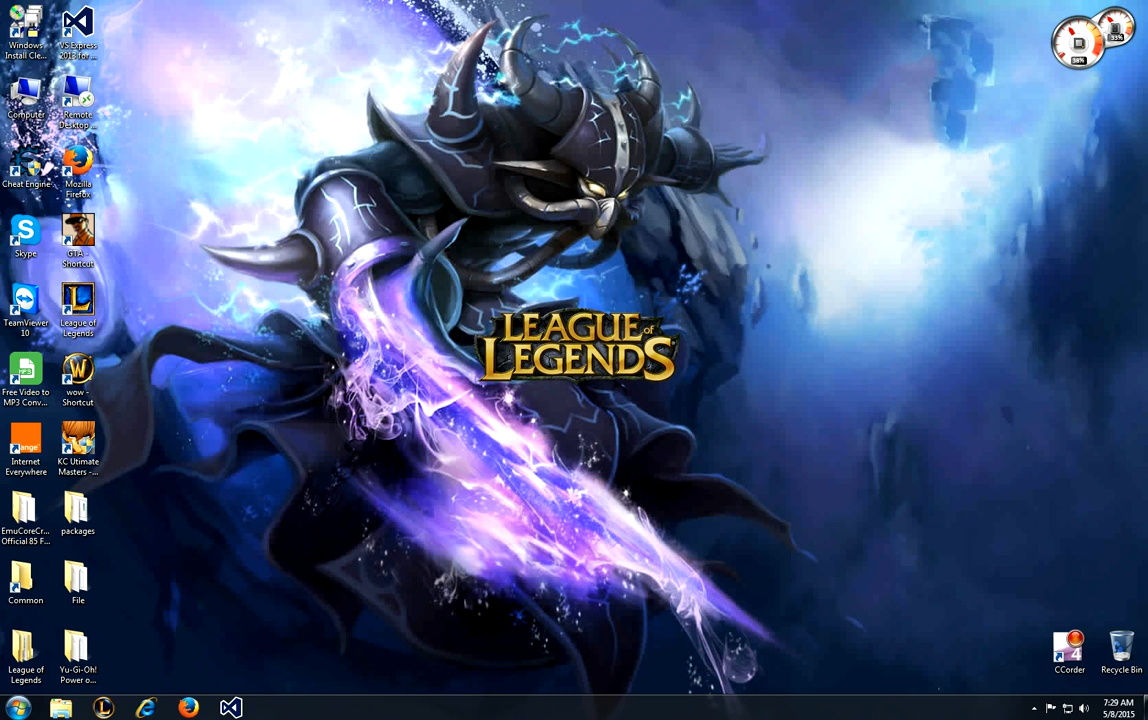 Windows
Install Cle...
VS Express
2013 for ...
Computer
Remote
Desktop ...
Cheat Engine
Mozilla
Firefox
Skype
GTA -
Shortcut
TeamViewer
10
League of
Legends
Free Video to
MP3 Conv...
wow -
Shortcut
Internet
Everywhere
KC Utimate
Masters -...
EmuCoreCr...
Official 85 F...
packages
Common
File
League of
Legends
Yu-Gi-Oh!
Power o...
LEAGUE of
LEGENDS
38%
33%
CCorder
Recycle Bin
7:29 AM
5/8/2015